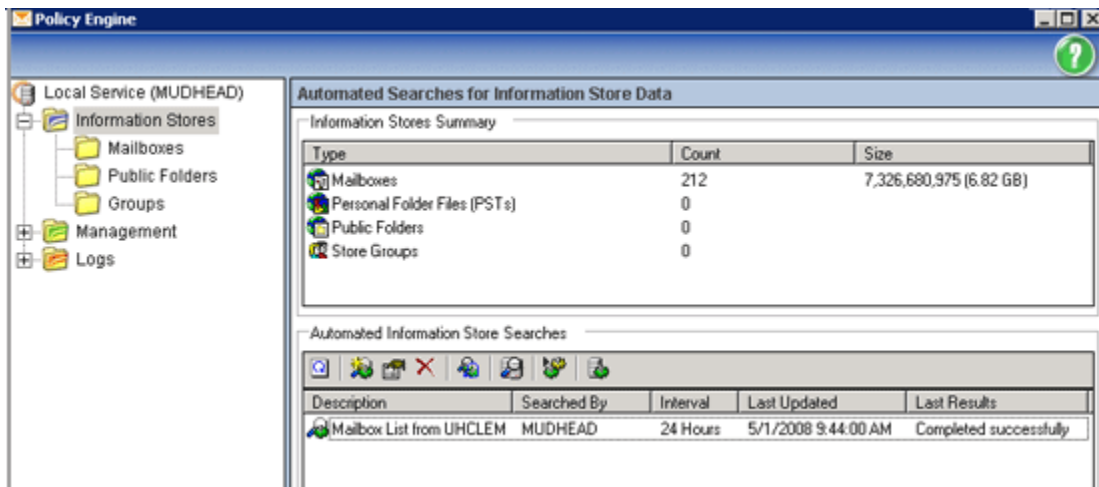 Policy Engine
Local Service (MUDHEAD)
Information Stores
Mailboxes
Public Folders
Groups
Management
Logs
Automated Searches for Information Store Data
Information Stores Summary
Type Count Size
Mailboxes 212 7,326,680,975 (6.82 GB)
Personal Folder Files (PSTs) 0
Public Folders 0
Store Groups 0
Automated Information Store Searches
Description Searched By Interval Last Updated Last Results
Mailbox List from UHCLEM MUDHEAD 24 Hours 5/1/2008 9:44:00 AM Completed successfully